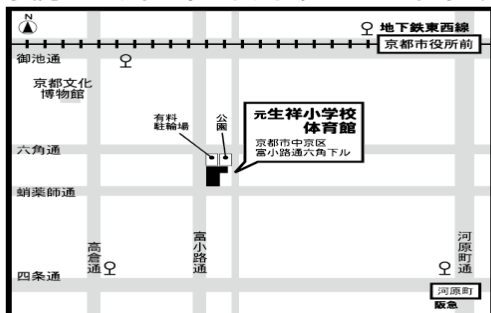 N
地下鉄東西線
京都市役所前
御池通
京都文化
博物館
有料
駐輪場
公園
元生祥小学校
体育館
京都市中京区
富小路通六角下ル
六角通
蛸薬師通
高倉通
富小路通
河原町通
四条通
河原町
阪急